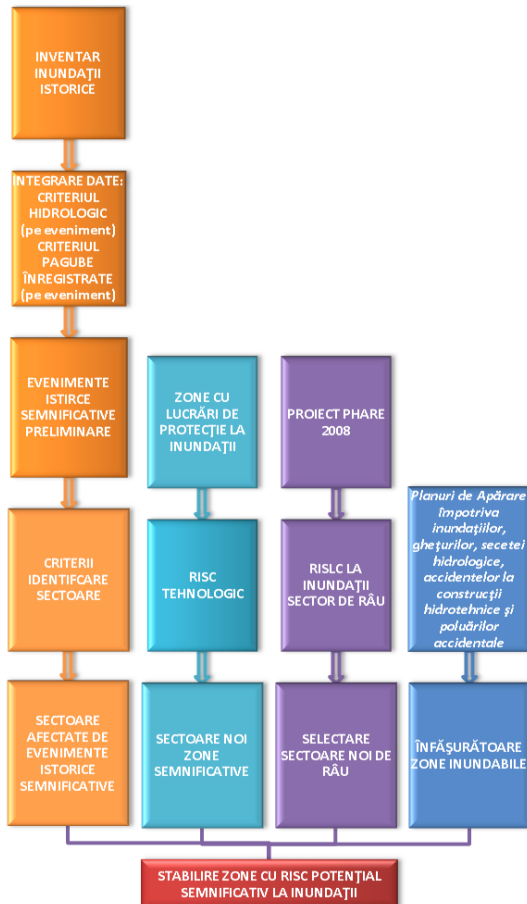 INVENTAR
INUNDAŢII
ISTORICE
INTEGRARE DATE:
CRITERIUL
HIDROLOGIC
(pe eveniment)
CRITERIUL
PAGUBE
ÎNREGISTRATE
(pe eveniment)
EVENIMENTE
ISTIRCE
SEMNIFICATIVE
PRELIMINARE
CRITERII
IDENTIFCARE
SECTOARE
SECTOARE
AFECTATE DE
EVENIMENTE
ISTORICE
SEMNIFICATIVE
ZONE CU
LUCRĂRI DE
PROTECŢIE LA
INUNDAŢII
RISC
TEHNOLOGIC
SECTOARE NOI
ZONE
SEMNIFICATIVE
PROIECT PHARE
2008
RISLC LA
INUNDAŢII
SECTOR DE RÂU
SELECTARE
SECTOARE NOI DE
RÂU
Planuri de Apărare
împotriva
inundaţiilor,
gheţurilor, secetei
hidrologice,
accidentelor la
construcţii
hidrotehnice şi
poluărilor
accidentale
ÎNFĂŞURĂTOARE
ZONE INUNDABILE
STABILIRE ZONE CU RISC POTENŢIAL
SEMNIFICATIV LA INUNDAŢII